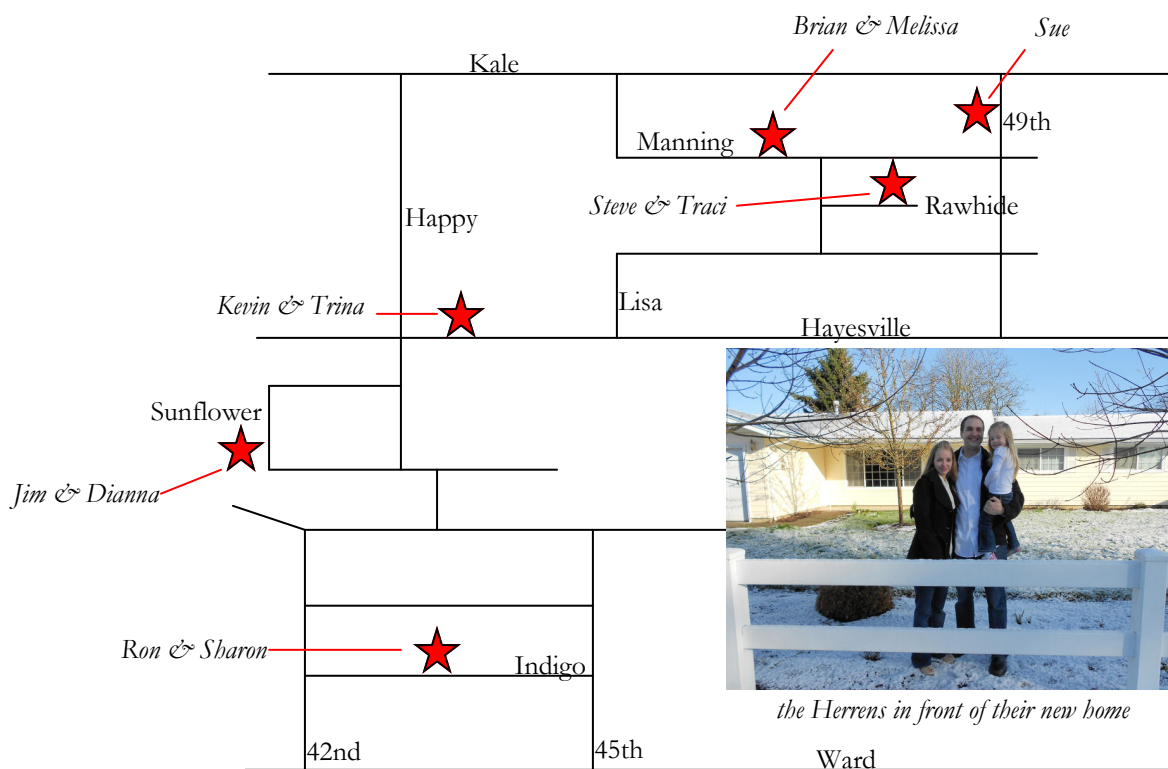 Brian & Melissa
Sue
Kale
49th
Manning
Steve & Traci
Rawhide
Happy
Kevin & Trina
Lisa
Hayesville
Sunflower
Jim & Dianna
Ron & Sharon
Indigo
the Herrens in front of their new home
42nd
45th
Ward